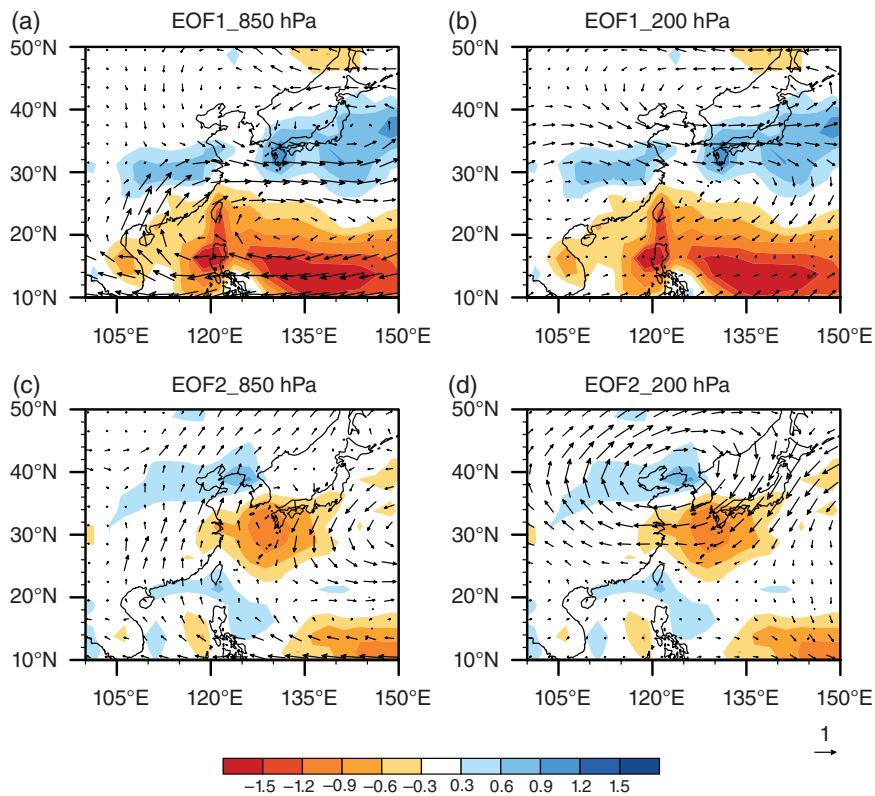 (a) EOF1_850 hPa
(b) EOF1_200 hPa
50°N
40°N
30°N
20°N
10°N
105°E 120°E 135°E 150°E
50°N
40°N
30°N
20°N
10°N
105°E 120°E 135°E 150°E
(c) EOF2_850 hPa
(d) EOF2_200 hPa
50°N
40°N
30°N
20°N
10°N
105°E 120°E 135°E 150°E
50°N
40°N
30°N
20°N
10°N
105°E 120°E 135°E 150°E
1
−1.5 −1.2 −0.9 −0.6 −0.3 0.3 0.6 0.9 1.2 1.5